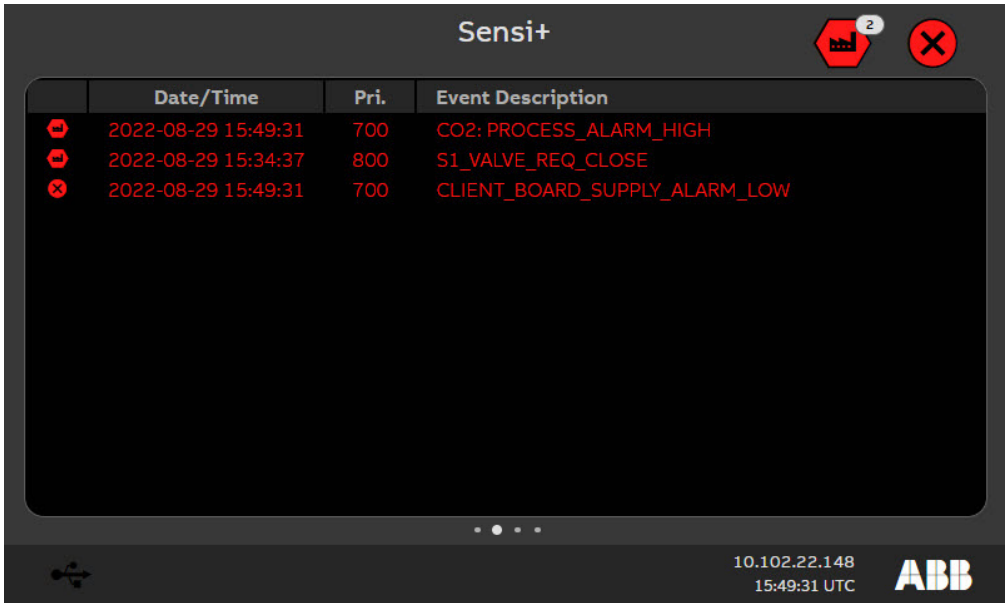 Sensi+
2
Date/Time Pri. Event Description
2022-08-29 15:49:31 700 CO2: PROCESS_ALARM_HIGH
2022-08-29 15:34:37 800 S1_VALVE_REQ_CLOSE
2022-08-29 15:49:31 700 CLIENT_BOARD_SUPPLY_ALARM_LOW
10.102.22.148
15:49:31 UTC
ABB